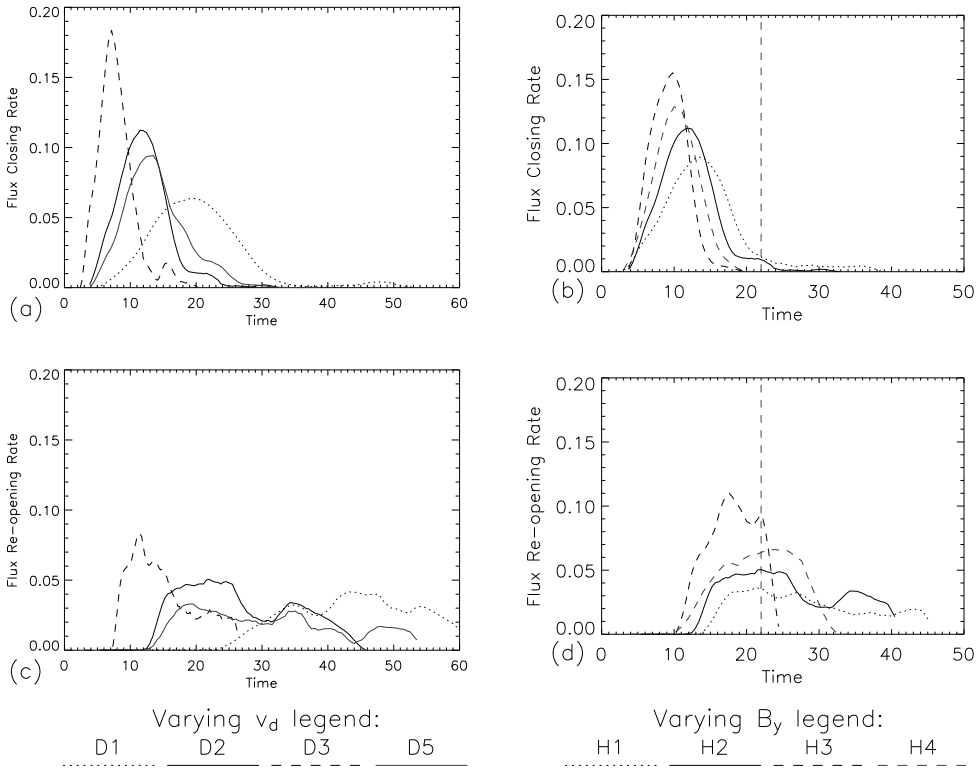 0.20
0.15
0.10
0.05
0.00
Flux Closing Rate
0 10 20 30 40 50 60
Time
(a)
0.20
0.15
0.10
0.05
0.00
Flux Closing Rate
0 10 20 30 40 50
Time
(b)
0.20
0.15
0.10
0.05
0.00
Flux Re-opening Rate
0 10 20 30 40 50 60
Time
(c)
0.20
0.15
0.10
0.05
0.00
Flux Re-opening Rate
0 10 20 30 40 50
Time
(d)
Varying v_d legend:
D1 D2 D3 D5
Varying B_y legend:
H1 H2 H3 H4